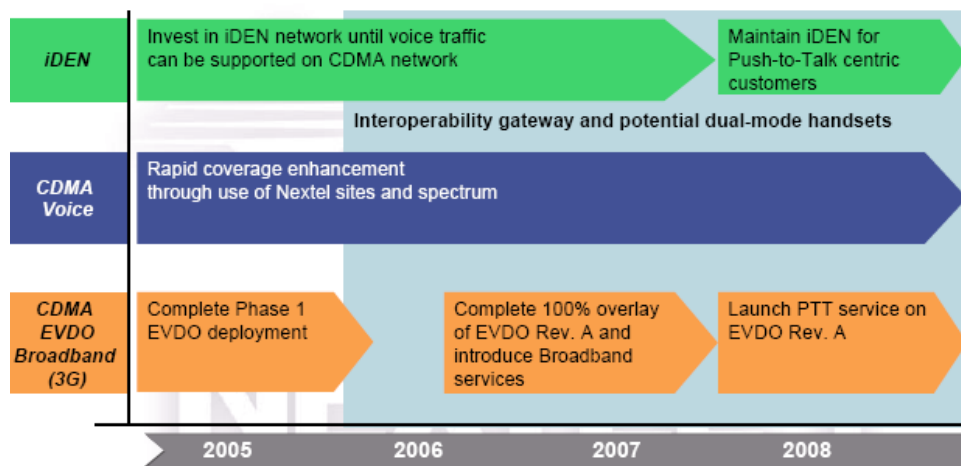 iDEN
Invest in iDEN network until voice traffic
can be supported on CDMA network
Maintain iDEN for
Push-to-Talk centric
customers
Interoperability gateway and potential dual-mode handsets
CDMA
Voice
Rapid coverage enhancement
through use of Nextel sites and spectrum
CDMA
EVDO
Broadband
(3G)
Complete Phase 1
EVDO deployment
Complete 100% overlay
of EVDO Rev. A and
introduce Broadband
services
Launch PTT service on
EVDO Rev. A
2005 2006 2007 2008